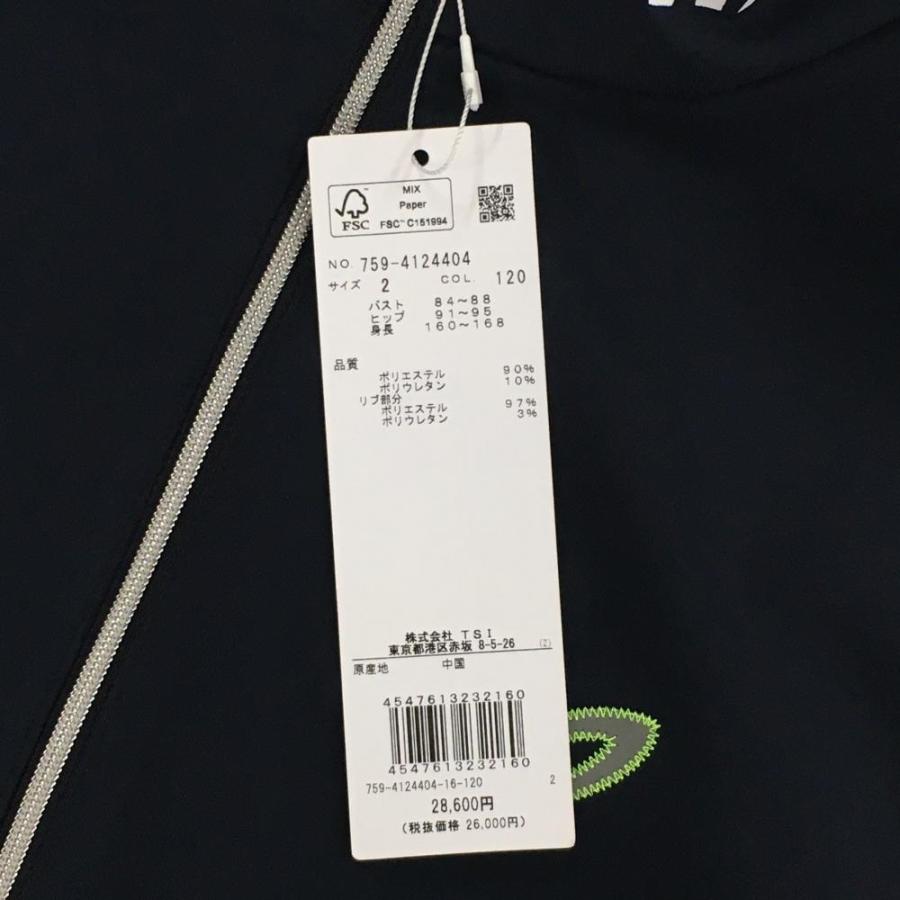 MIX
Paper
FSC™ C151994
FSC
NO. 759-4124404
サイズ 2 COL. 120
バスト 84～88
ヒップ 91～95
身長 160～168
品質
ポリエステル 90%
ポリウレタン 10%
リブ部分
ポリエステル 97%
ポリウレタン 3%
株式会社 TSI
東京都港区赤坂 8-5-26 (Z)
原産地 中国
4547613232160
4547613232160
759-4124404-16-120 2
28,600円
(税抜価格 26,000円)